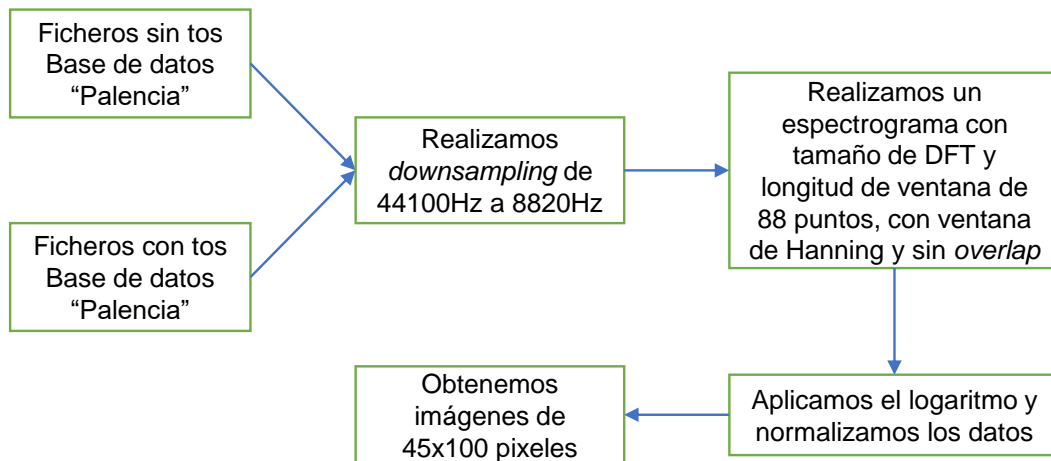 Ficheros sin tos
Base de datos
“Palencia”
Ficheros con tos
Base de datos
“Palencia”
Realizamos
downsampling de
44100Hz a 8820Hz
Realizamos un
espectrograma con
tamaño de DFT y
longitud de ventana de
88 puntos, con ventana
de Hanning y sin overlap
Aplicamos el logaritmo y
normalizamos los datos
Obtenemos
imágenes de
45x100 pixeles